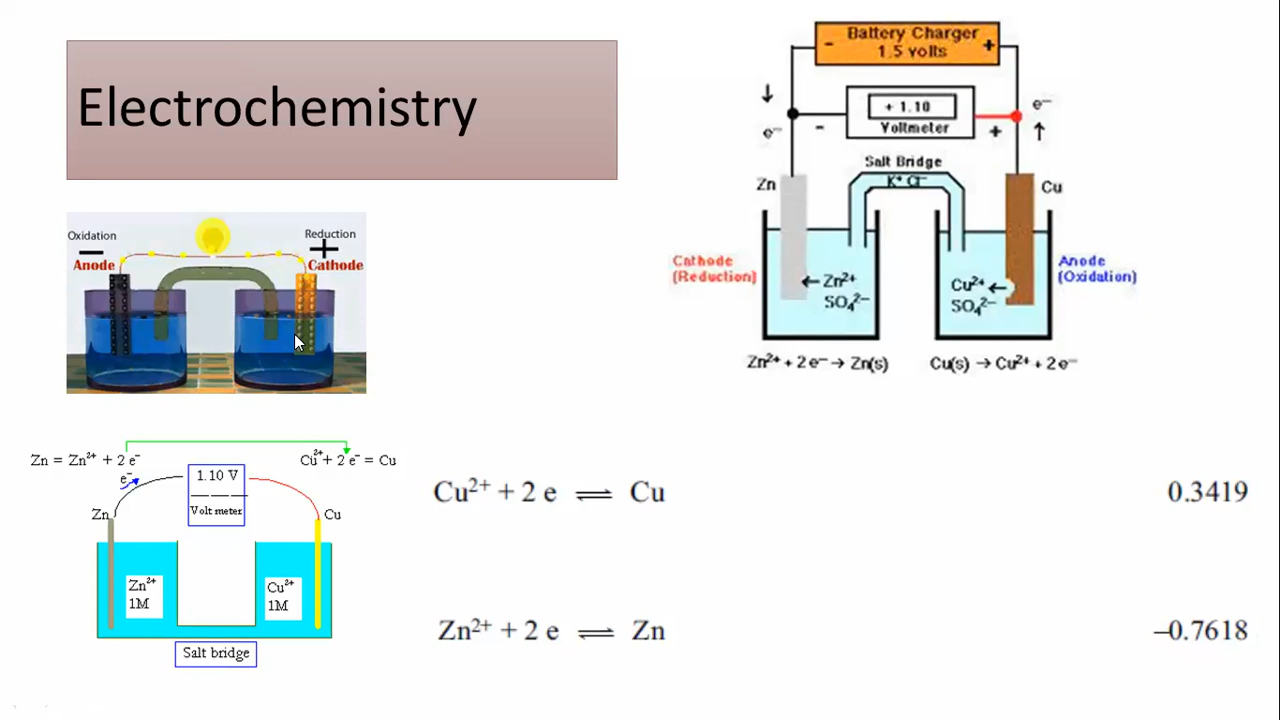 Electrochemistry
Battery Charger
- 1.5 volts +
+ 1.10
Voltmeter
- +
↓
e⁻
e⁻
↑
Salt Bridge
K⁺ Cl⁻
Zn
Cu
Cathode
(Reduction)
Anode
(Oxidation)
←Zn²⁺
SO₄²⁻
Cu²⁺←
SO₄²⁻
Zn²⁺ + 2 e⁻ → Zn(s)
Cu(s) → Cu²⁺ + 2 e⁻
Oxidation
−
Anode
Reduction
+
Cathode
Zn = Zn²⁺ + 2 e⁻
Cu²⁺ + 2 e⁻ = Cu
e⁻
1.10 V
Volt meter
Zn
Cu
Zn²⁺
1M
Cu²⁺
1M
Salt bridge
Cu²⁺ + 2 e ⇌ Cu 0.3419
Zn²⁺ + 2 e ⇌ Zn –0.7618